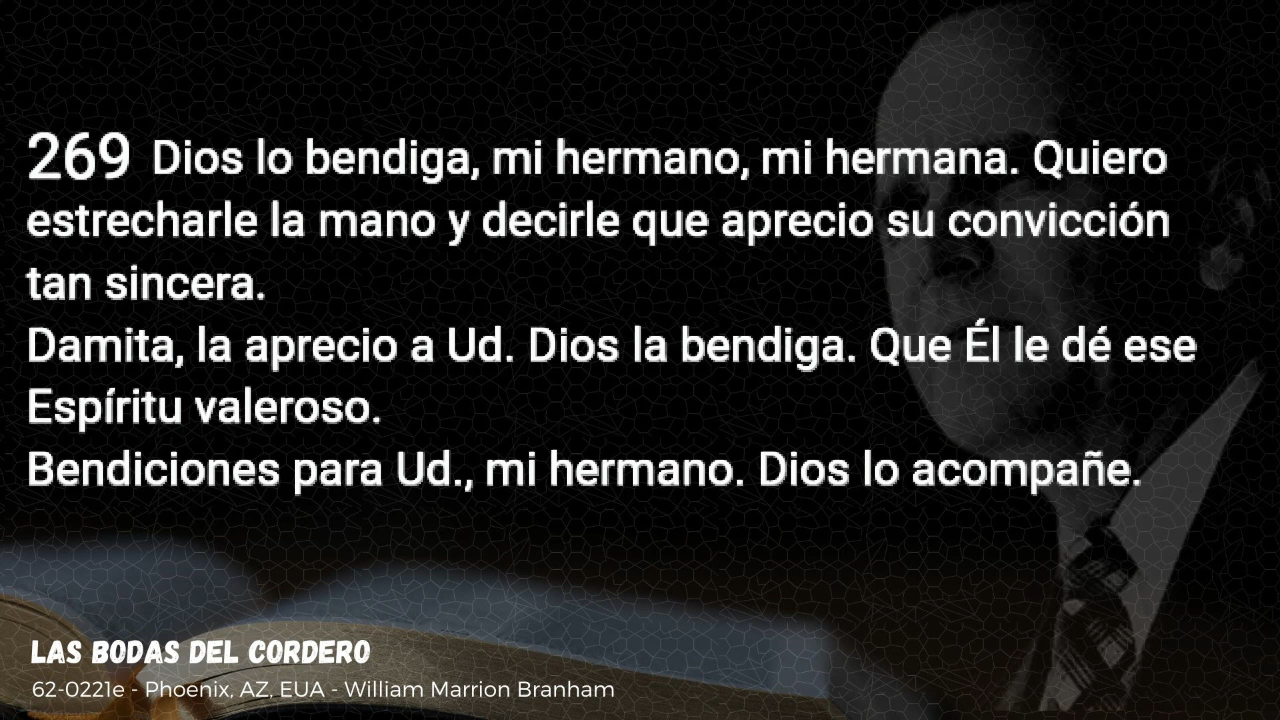 269 Dios lo bendiga, mi hermano, mi hermana. Quiero
estrecharle la mano y decirle que aprecio su convicción
tan sincera.
Damita, la aprecio a Ud. Dios la bendiga. Que Él le dé ese
Espíritu valeroso.
Bendiciones para Ud., mi hermano. Dios lo acompañe.
LAS BODAS DEL CORDERO
62-0221e - Phoenix, AZ, EUA - William Marrion Branham